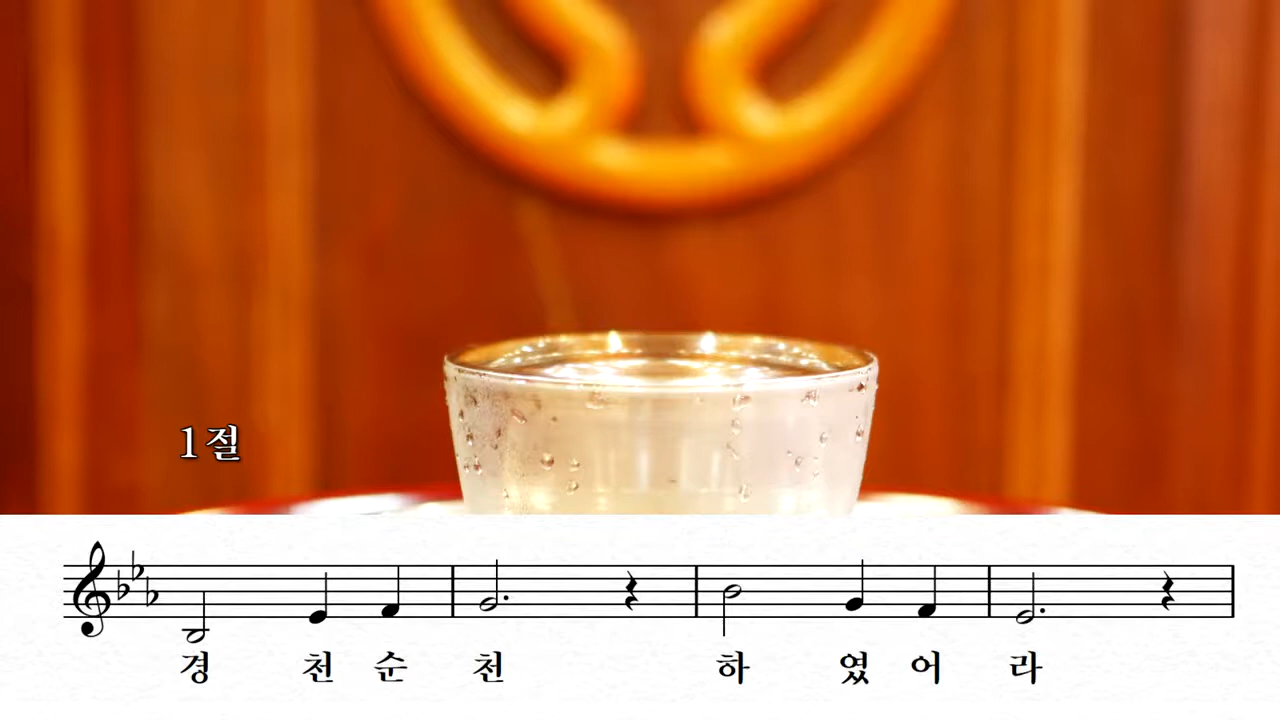 1절
경 천 순 천 하 였 어 라